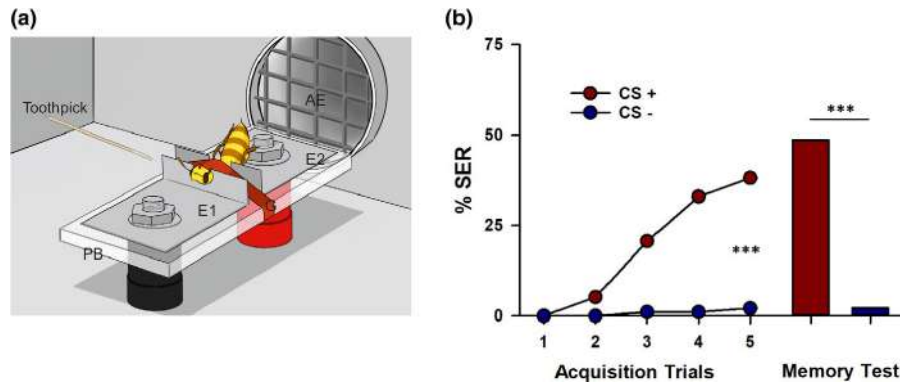 (a)
Toothpick
AE
E2
E1
PB
(b)
75
50
25
0
% SER
CS +
CS -
***
***
1 2 3 4 5
Acquisition Trials
Memory Test